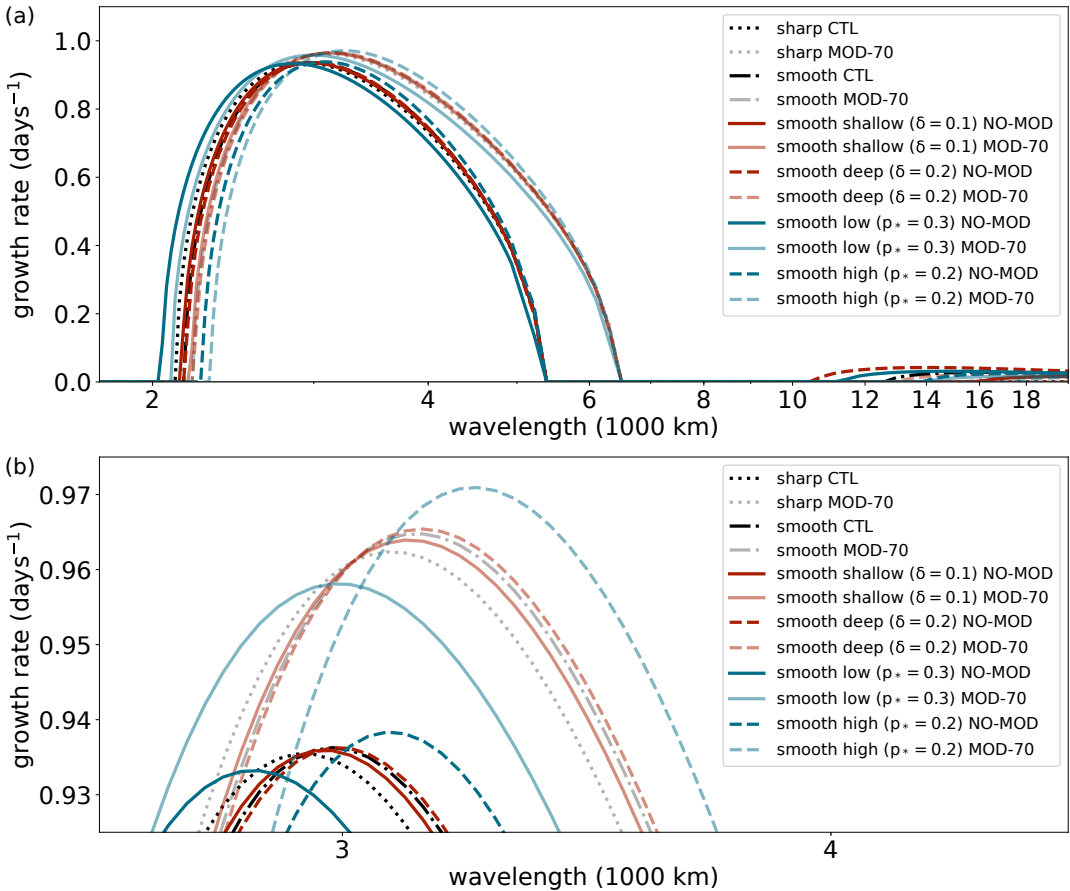 (a)
growth rate (days⁻¹)
1.0
0.8
0.6
0.4
0.2
0.0
2
4
6
8
10
12
14
16
18
wavelength (1000 km)
sharp CTL
sharp MOD-70
smooth CTL
smooth MOD-70
smooth shallow (δ = 0.1) NO-MOD
smooth shallow (δ = 0.1) MOD-70
smooth deep (δ = 0.2) NO-MOD
smooth deep (δ = 0.2) MOD-70
smooth low (p* = 0.3) NO-MOD
smooth low (p* = 0.3) MOD-70
smooth high (p* = 0.2) NO-MOD
smooth high (p* = 0.2) MOD-70
(b)
growth rate (days⁻¹)
0.97
0.96
0.95
0.94
0.93
3
4
wavelength (1000 km)
sharp CTL
sharp MOD-70
smooth CTL
smooth MOD-70
smooth shallow (δ = 0.1) NO-MOD
smooth shallow (δ = 0.1) MOD-70
smooth deep (δ = 0.2) NO-MOD
smooth deep (δ = 0.2) MOD-70
smooth low (p* = 0.3) NO-MOD
smooth low (p* = 0.3) MOD-70
smooth high (p* = 0.2) NO-MOD
smooth high (p* = 0.2) MOD-70